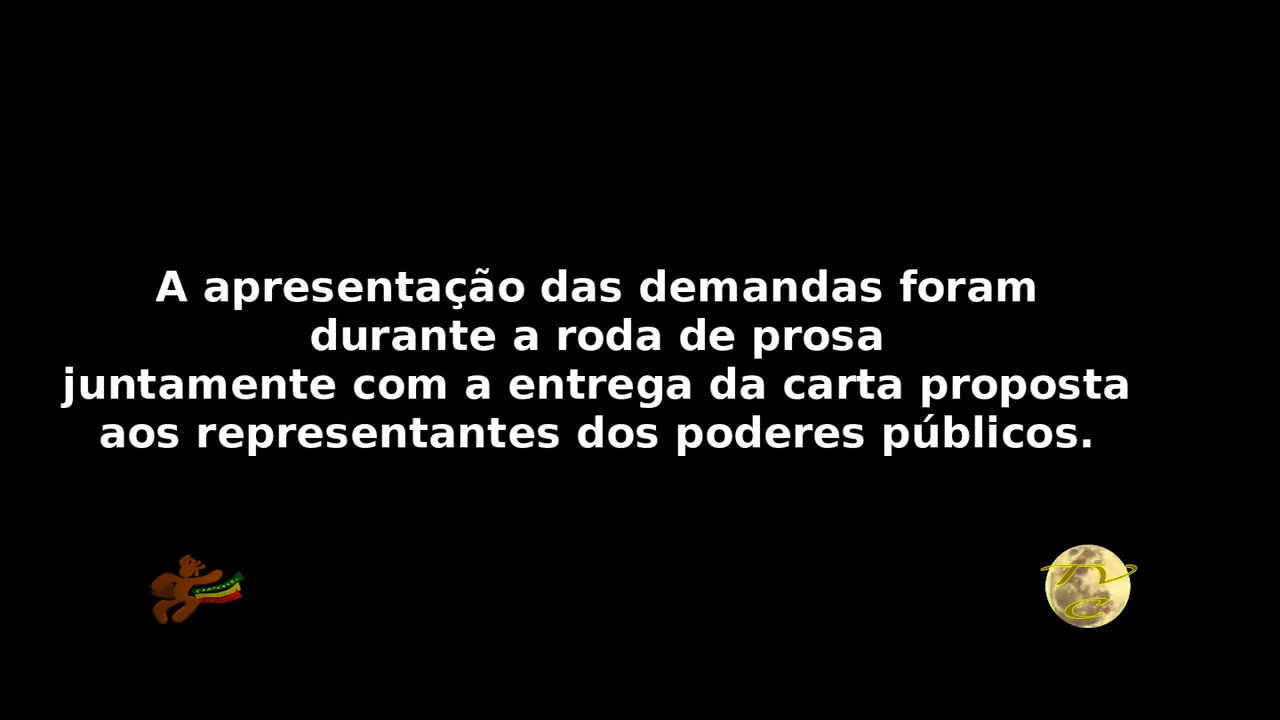 A apresentação das demandas foram
durante a roda de prosa
juntamente com a entrega da carta proposta
aos representantes dos poderes públicos.
TV
C